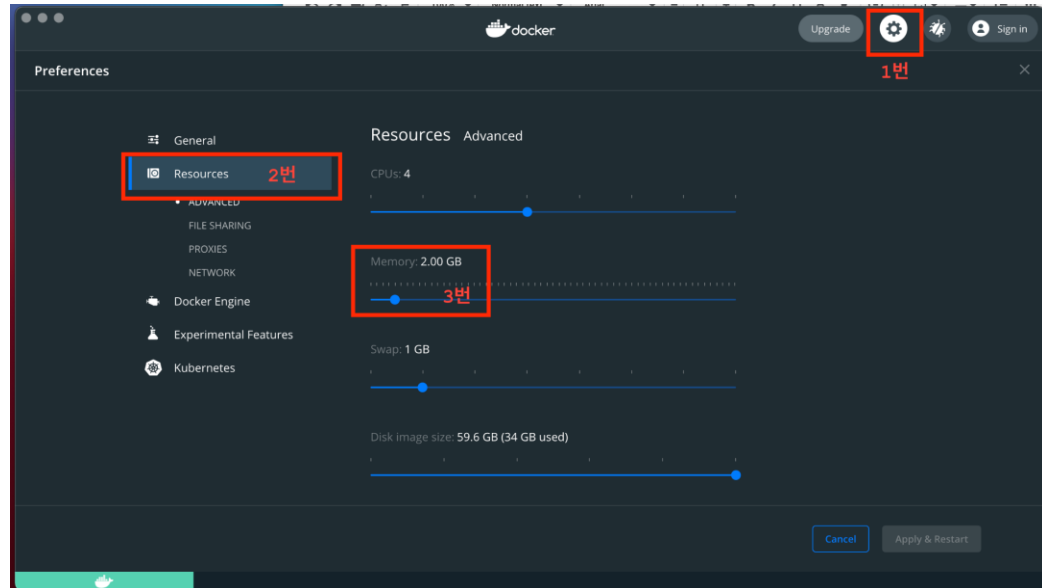 docker
Upgrade
Sign in
1번
Preferences
General
Resources
2번
ADVANCED
FILE SHARING
PROXIES
NETWORK
Docker Engine
Experimental Features
Kubernetes
Resources Advanced
CPUs: 4
Memory: 2.00 GB
3번
Swap: 1 GB
Disk image size: 59.6 GB (34 GB used)
Cancel
Apply & Restart